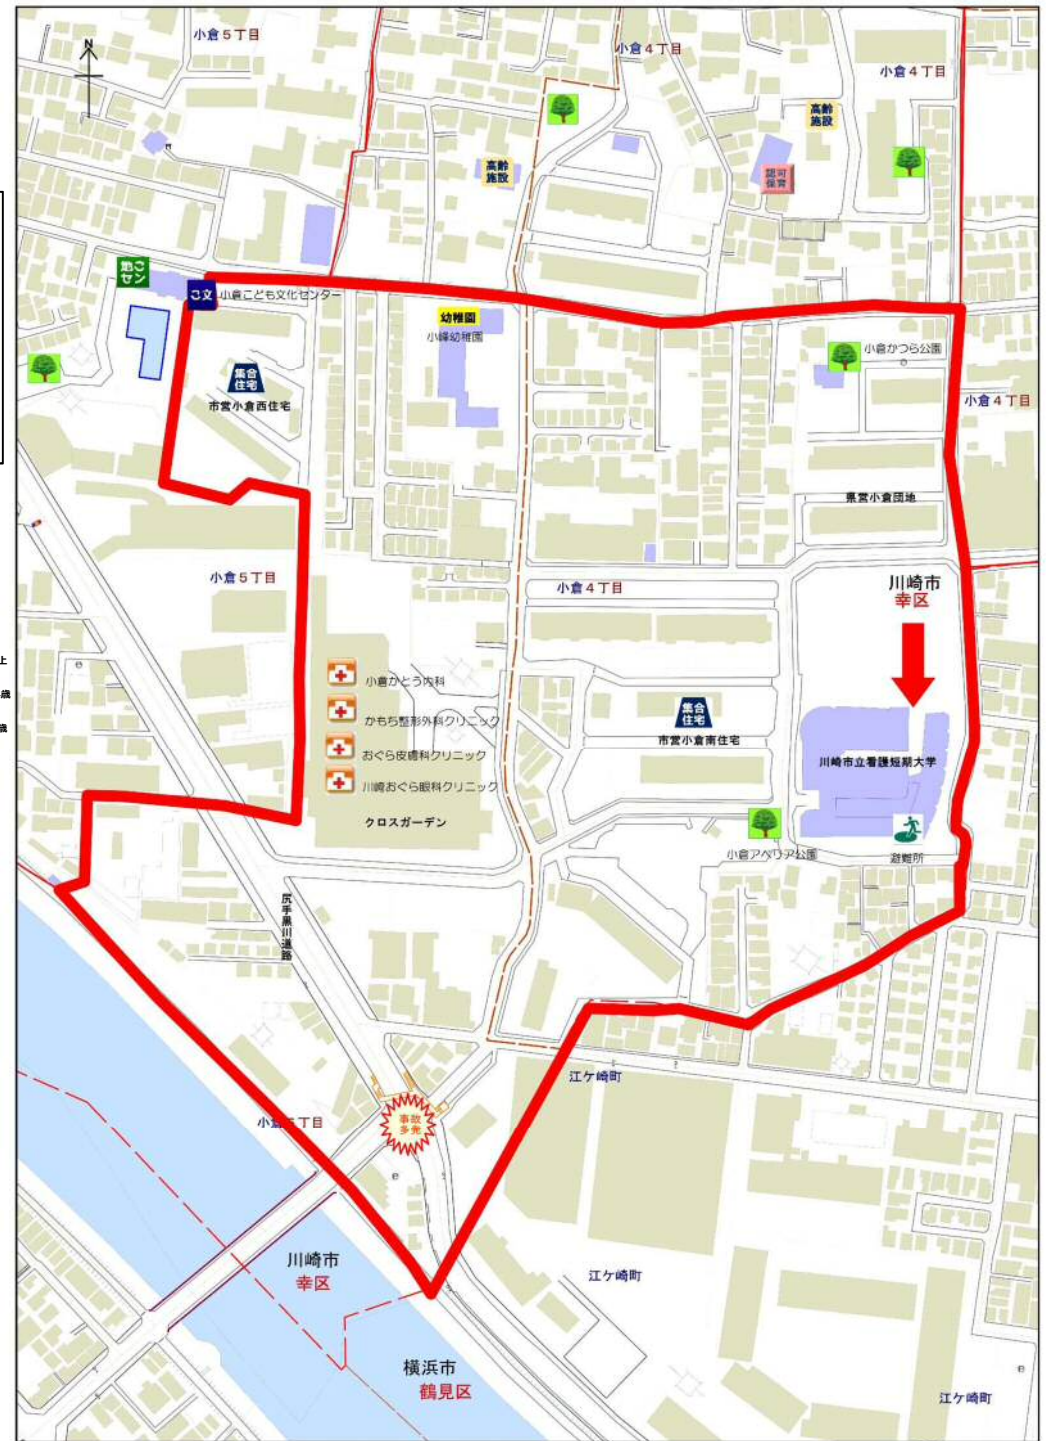 小倉５丁目
小倉４丁目
小倉４丁目
N
高齢
施設
高齢
施設
認可
保育
地こ
セン
こ文
小倉こども文化センター
幼稚園
小峰幼稚園
小倉かつら公園
集合
住宅
市営小倉西住宅
小倉４丁目
県営小倉団地
小倉５丁目
小倉４丁目
川崎市
幸区
上
歳
歳
小倉かとう内科
かもち整形外科クリニック
おぐら皮膚科クリニック
川崎おぐら眼科クリニック
クロスガーデン
集合
住宅
市営小倉南住宅
川崎市立看護短期大学
小倉アベリア公園
避難所
尻手黒川道路
江ケ崎町
事故
多発
川崎市
幸区
江ケ崎町
横浜市
鶴見区
江ケ崎町